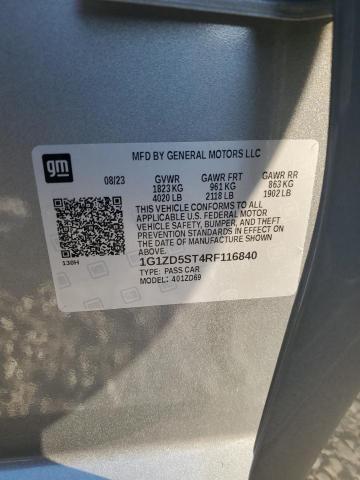 gm
MFD BY GENERAL MOTORS LLC
08/23 GVWR GAWR FRT GAWR RR
1823 KG 961 KG 863 KG
4020 LB 2118 LB 1902 LB
THIS VEHICLE CONFORMS TO ALL
APPLICABLE U.S. FEDERAL MOTOR
VEHICLE SAFETY, BUMPER, AND THEFT
PREVENTION STANDARDS IN EFFECT ON
THE DATE OF MANUFACTURE SHOWN
ABOVE.
138H
1G1ZD5ST4RF116840
TYPE: PASS CAR
MODEL: 401ZD69